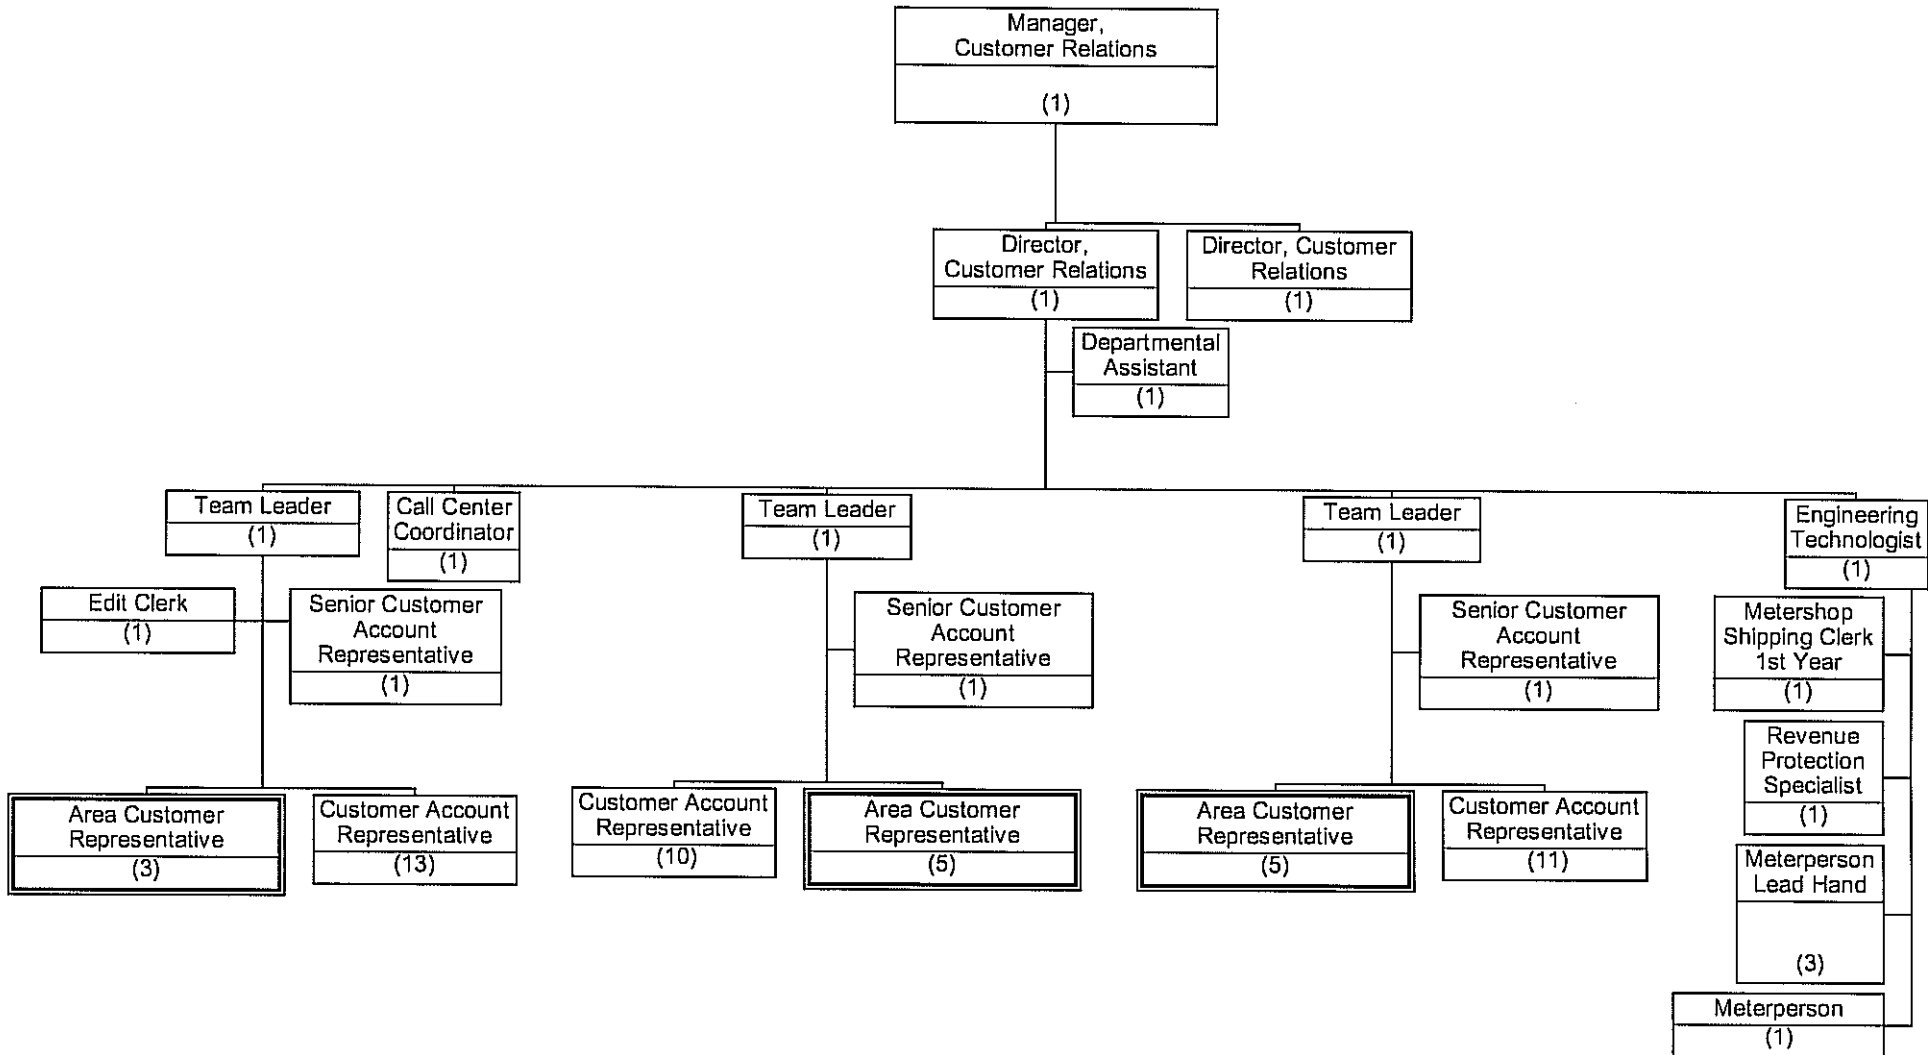 Manager,
Customer Relations
(1)
Director,
Customer Relations
(1)
Director, Customer
Relations
(1)
Departmental
Assistant
(1)
Team Leader
(1)
Call Center
Coordinator
(1)
Team Leader
(1)
Team Leader
(1)
Engineering
Technologist
(1)
Edit Clerk
(1)
Senior Customer
Account
Representative
(1)
Senior Customer
Account
Representative
(1)
Senior Customer
Account
Representative
(1)
Metershop
Shipping Clerk
1st Year
(1)
Revenue
Protection
Specialist
(1)
Area Customer
Representative
(3)
Customer Account
Representative
(13)
Customer Account
Representative
(10)
Area Customer
Representative
(5)
Area Customer
Representative
(5)
Customer Account
Representative
(11)
Meterperson
Lead Hand
(3)
Meterperson
(1)